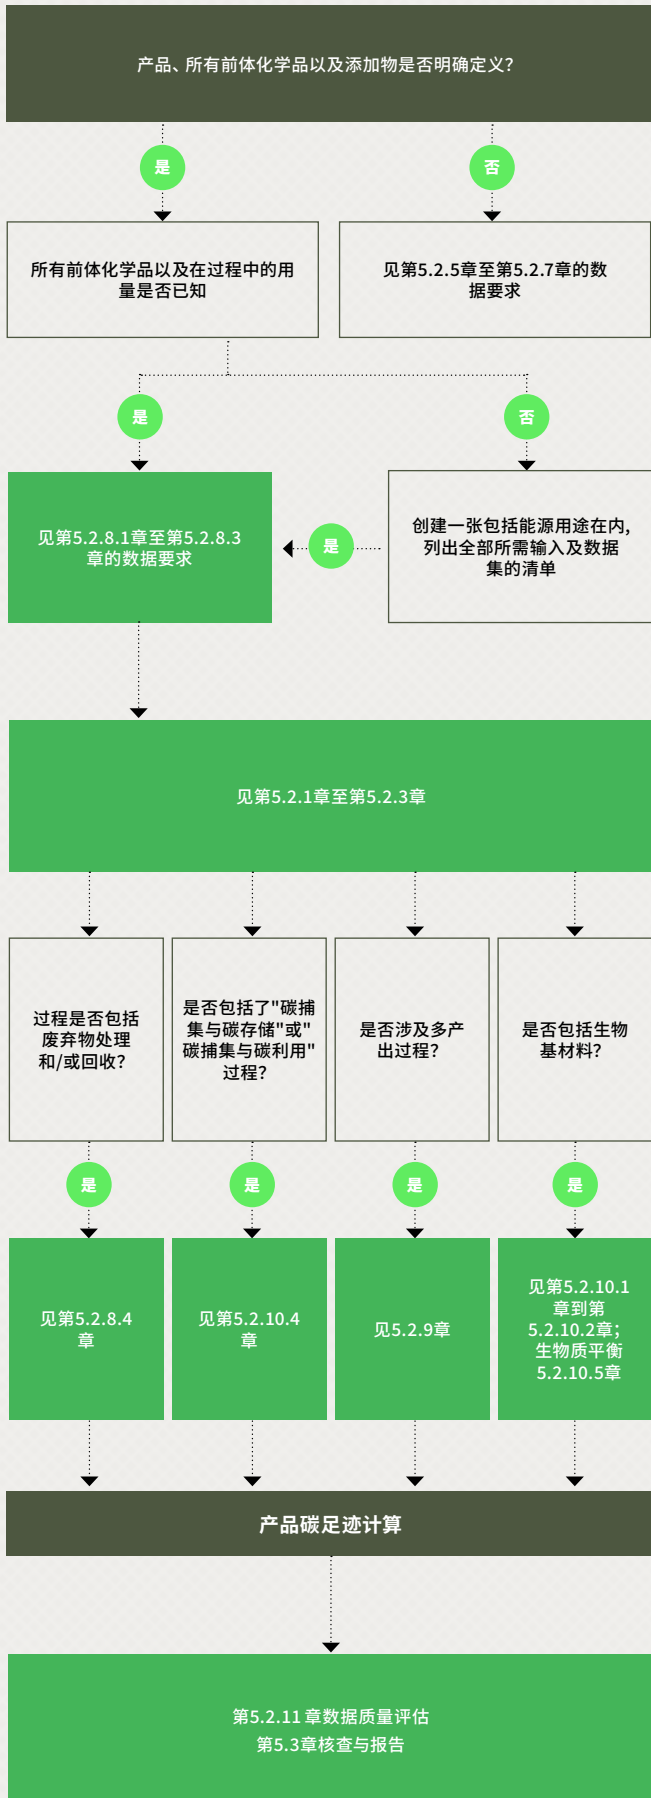 产品、所有前体化学品以及添加物是否明确定义?
是
否
所有前体化学品以及在过程中的用
量是否已知
见第5.2.5章至第5.2.7章的数
据要求
是
否
见第5.2.8.1章至第5.2.8.3
章的数据要求
是
创建一张包括能源用途在内,
列出全部所需输入及数据
集的清单
见第5.2.1章至第5.2.3章
过程是否包括
废弃物处理
和/或回收?
是否包括了"碳捕
集与碳存储"或"
碳捕集与碳利用"
过程?
是否涉及多产
出过程?
是否包括生物
基材料?
是
是
是
是
见第5.2.8.4
章
见第5.2.10.4
章
见5.2.9章
见第5.2.10.1
章到第
5.2.10.2章;
生物质平衡
5.2.10.5章
产品碳足迹计算
第5.2.11章数据质量评估
第5.3章核查与报告